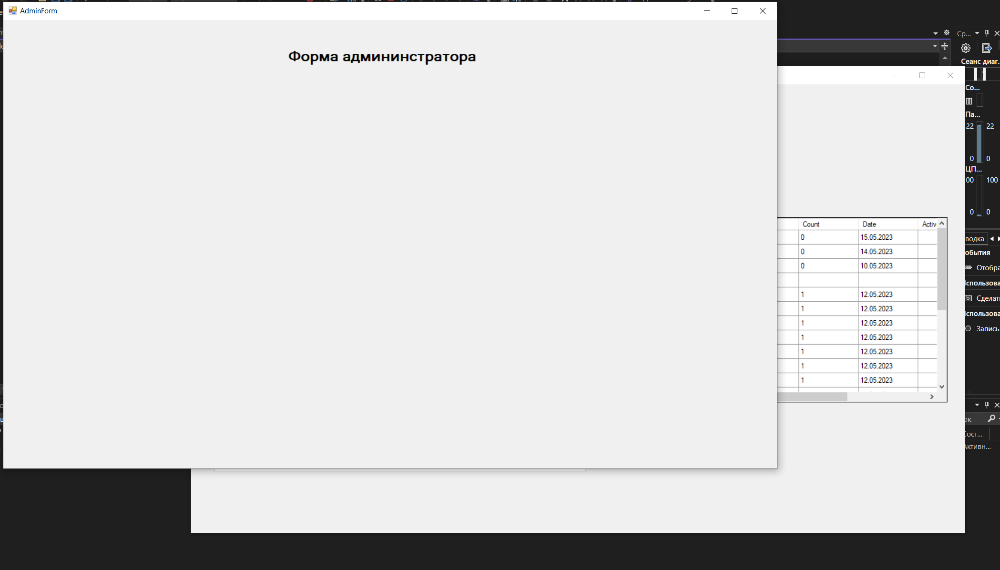 AdminForm
Форма админинстратора
Ср...
Сеанс диаг.
Со...
Па...
22 22
0 0
ЦП...
00 100
0 0
Count Date Activ
0 15.05.2023
0 14.05.2023
0 10.05.2023
1 12.05.2023
1 12.05.2023
1 12.05.2023
1 12.05.2023
1 12.05.2023
1 12.05.2023
1 12.05.2023
водка
обытия
Отобра
Использова
Сделат
Использова
Запись
ок
Сост...
Активн...